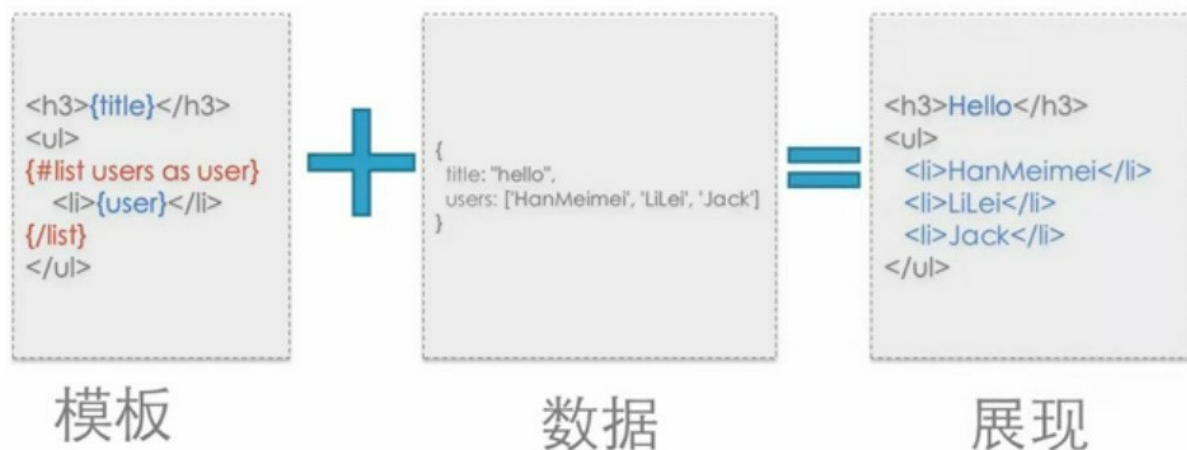 <h3>{title}</h3>
<ul>
{#list users as user}
<li>{user}</li>
{/list}
</ul>
模板
{
title: "hello",
users: ['HanMeimei', 'LiLei', 'Jack']
}
数据
<h3>Hello</h3>
<ul>
<li>HanMeimei</li>
<li>LiLei</li>
<li>Jack</li>
</ul>
展现